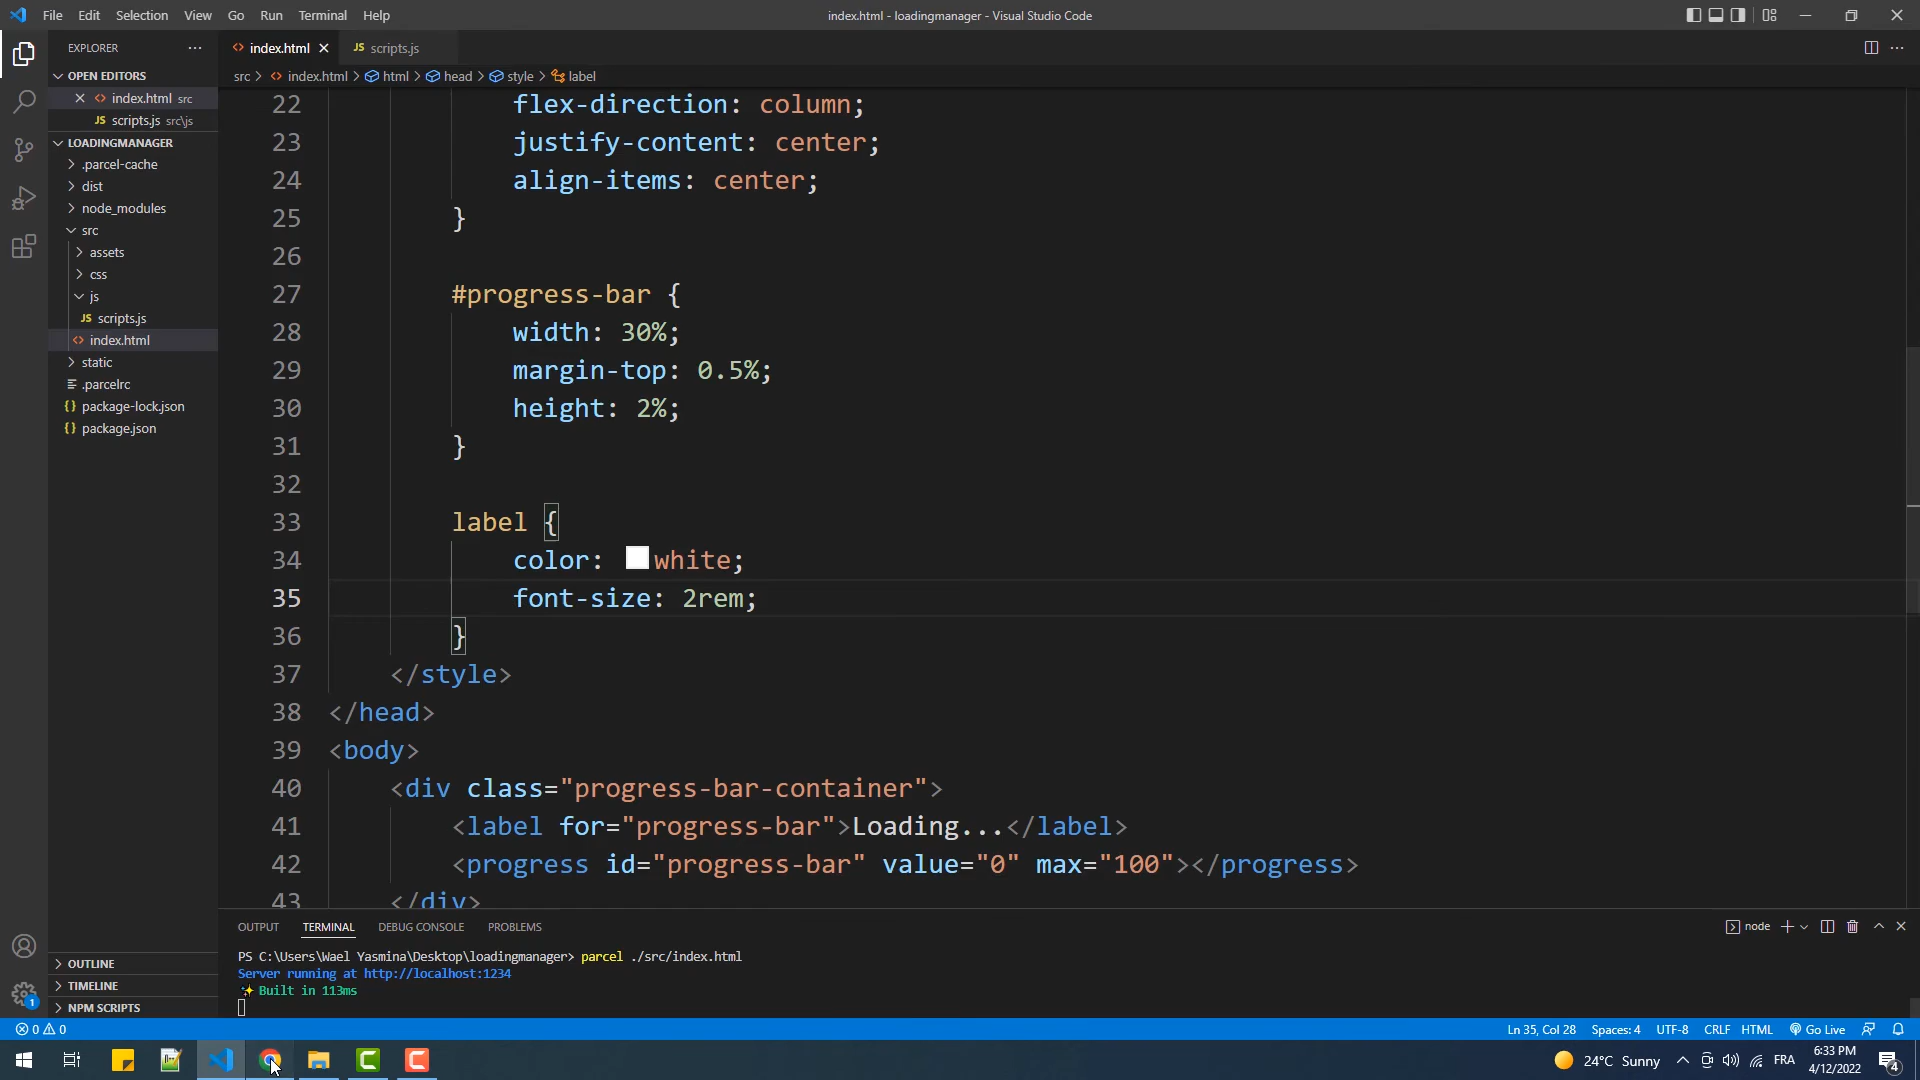 File Edit Selection View Go Run Terminal Help
index.html - loadingmanager - Visual Studio Code
EXPLORER
index.html
JS scripts.js
OPEN EDITORS
index.html src
JS scripts.js src\js
LOADINGMANAGER
.parcel-cache
dist
node_modules
src
assets
css
js
JS scripts.js
index.html
static
.parcelrc
package-lock.json
package.json
OUTLINE
TIMELINE
NPM SCRIPTS
src > index.html > html > head > style > label
22 flex-direction: column;
23 justify-content: center;
24 align-items: center;
25 }
26
27 #progress-bar {
28 width: 30%;
29 margin-top: 0.5%;
30 height: 2%;
31 }
32
33 label {
34 color: white;
35 font-size: 2rem;
36 }
37 </style>
38 </head>
39 <body>
40 <div class="progress-bar-container">
41 <label for="progress-bar">Loading...</label>
42 <progress id="progress-bar" value="0" max="100"></progress>
43 </div>
OUTPUT TERMINAL DEBUG CONSOLE PROBLEMS
node
PS C:\Users\Wael Yasmina\Desktop\loadingmanager> parcel ./src/index.html
Server running at http://localhost:1234
✨ Built in 113ms
1
0 0
Ln 35, Col 28 Spaces: 4 UTF-8 CRLF HTML Go Live
24°C Sunny
FRA
6:33 PM
4/12/2022
4